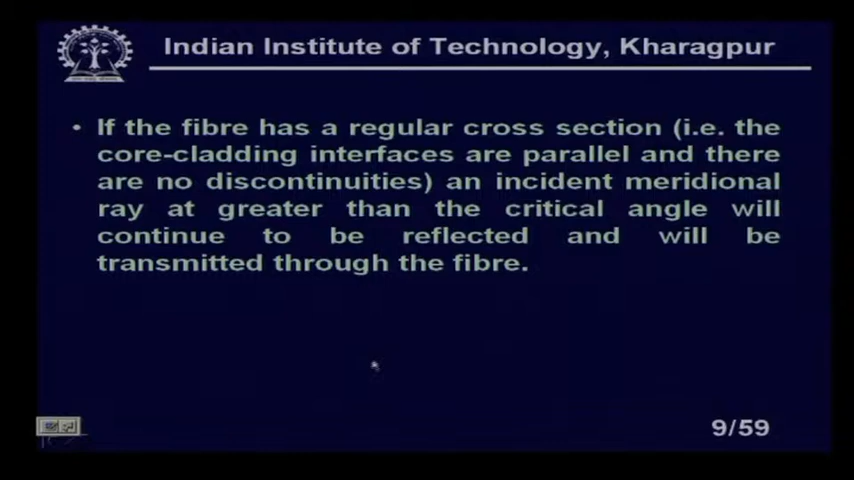 Indian Institute of Technology, Kharagpur
• If the fibre has a regular cross section (i.e. the
core-cladding interfaces are parallel and there
are no discontinuities) an incident meridional
ray at greater than the critical angle will
continue to be reflected and will be
transmitted through the fibre.
9/59